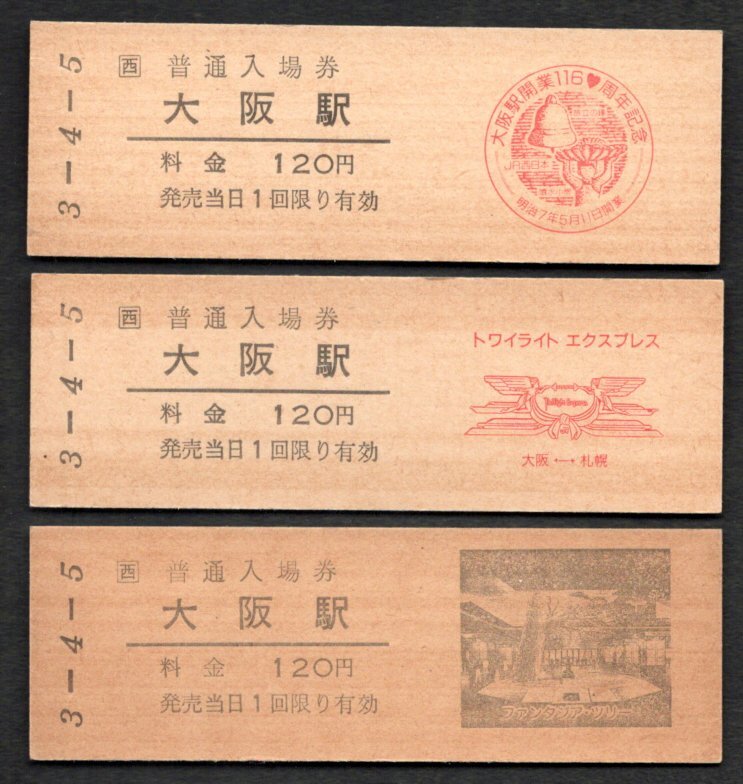 3-4-5
西 普通入場券
大阪駅
料金 120円
発売当日1回限り有効
大阪駅開業116♥周年記念
JR西日本
明治7年5月11日開業
3-4-5
西 普通入場券
大阪駅
料金 120円
発売当日1回限り有効
トワイライト エクスプレス
Twilight Express
大阪 ←→ 札幌
3-4-5
西 普通入場券
大阪駅
料金 120円
発売当日1回限り有効
ファンタジア・ツリー